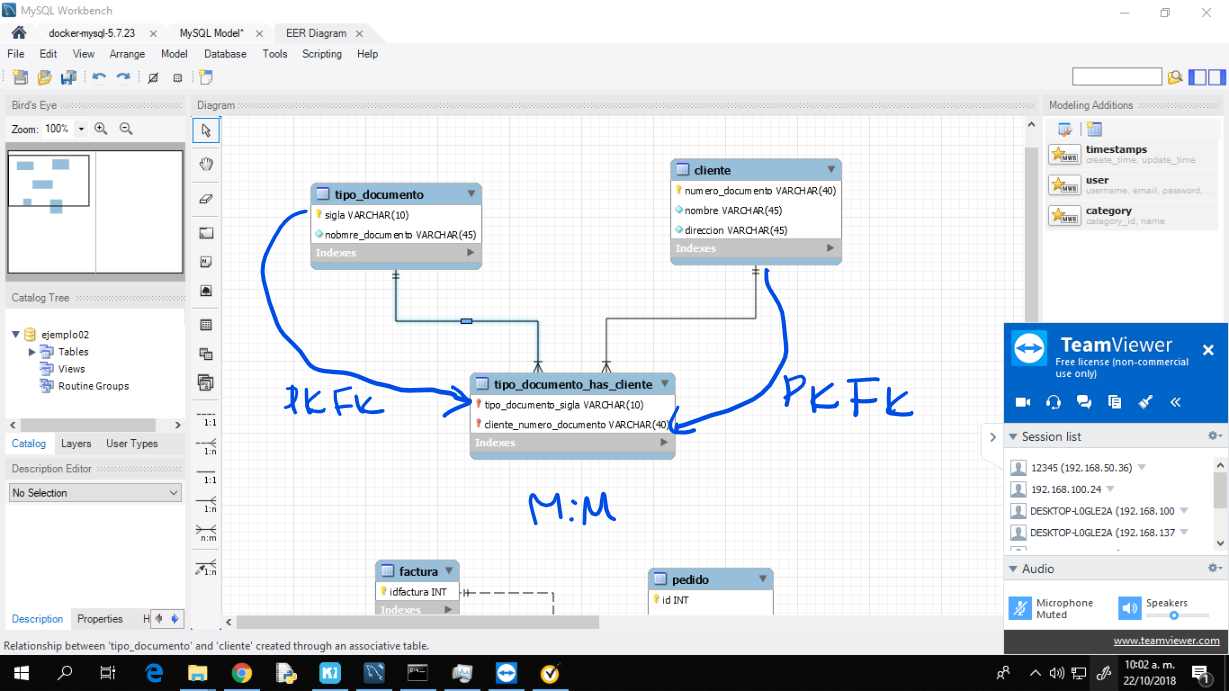 MySQL Workbench
docker-mysql-5.7.23
MySQL Model*
EER Diagram
File Edit View Arrange Model Database Tools Scripting Help
Bird's Eye
Zoom: 100%
Diagram
Modeling Additions
timestamps
create_time, update_time
user
username, email, password, ...
category
category_id, name
tipo_documento
sigla VARCHAR(10)
nobmre_documento VARCHAR(45)
Indexes
cliente
numero_documento VARCHAR(40)
nombre VARCHAR(45)
direccion VARCHAR(45)
Indexes
Catalog Tree
ejemplo02
Tables
Views
Routine Groups
Catalog Layers User Types
Description Editor
No Selection
1:1
1:n
1:1
1:n
n:m
1:n
tipo_documento_has_cliente
tipo_documento_sigla VARCHAR(10)
cliente_numero_documento VARCHAR(40)
Indexes
PK FK
PK FK
M:M
factura
idfactura INT
Indexes
pedido
id INT
TeamViewer
Free license (non-commercial
use only)
Session list
12345 (192.168.50.36)
192.168.100.24
DESKTOP-L0GLE2A (192.168.100
DESKTOP-L0GLE2A (192.168.137
Audio
Microphone
Muted
Speakers
www.teamviewer.com
Description Properties H
Relationship between 'tipo_documento' and 'cliente' created through an associative table.
10:02 a. m.
22/10/2018
1